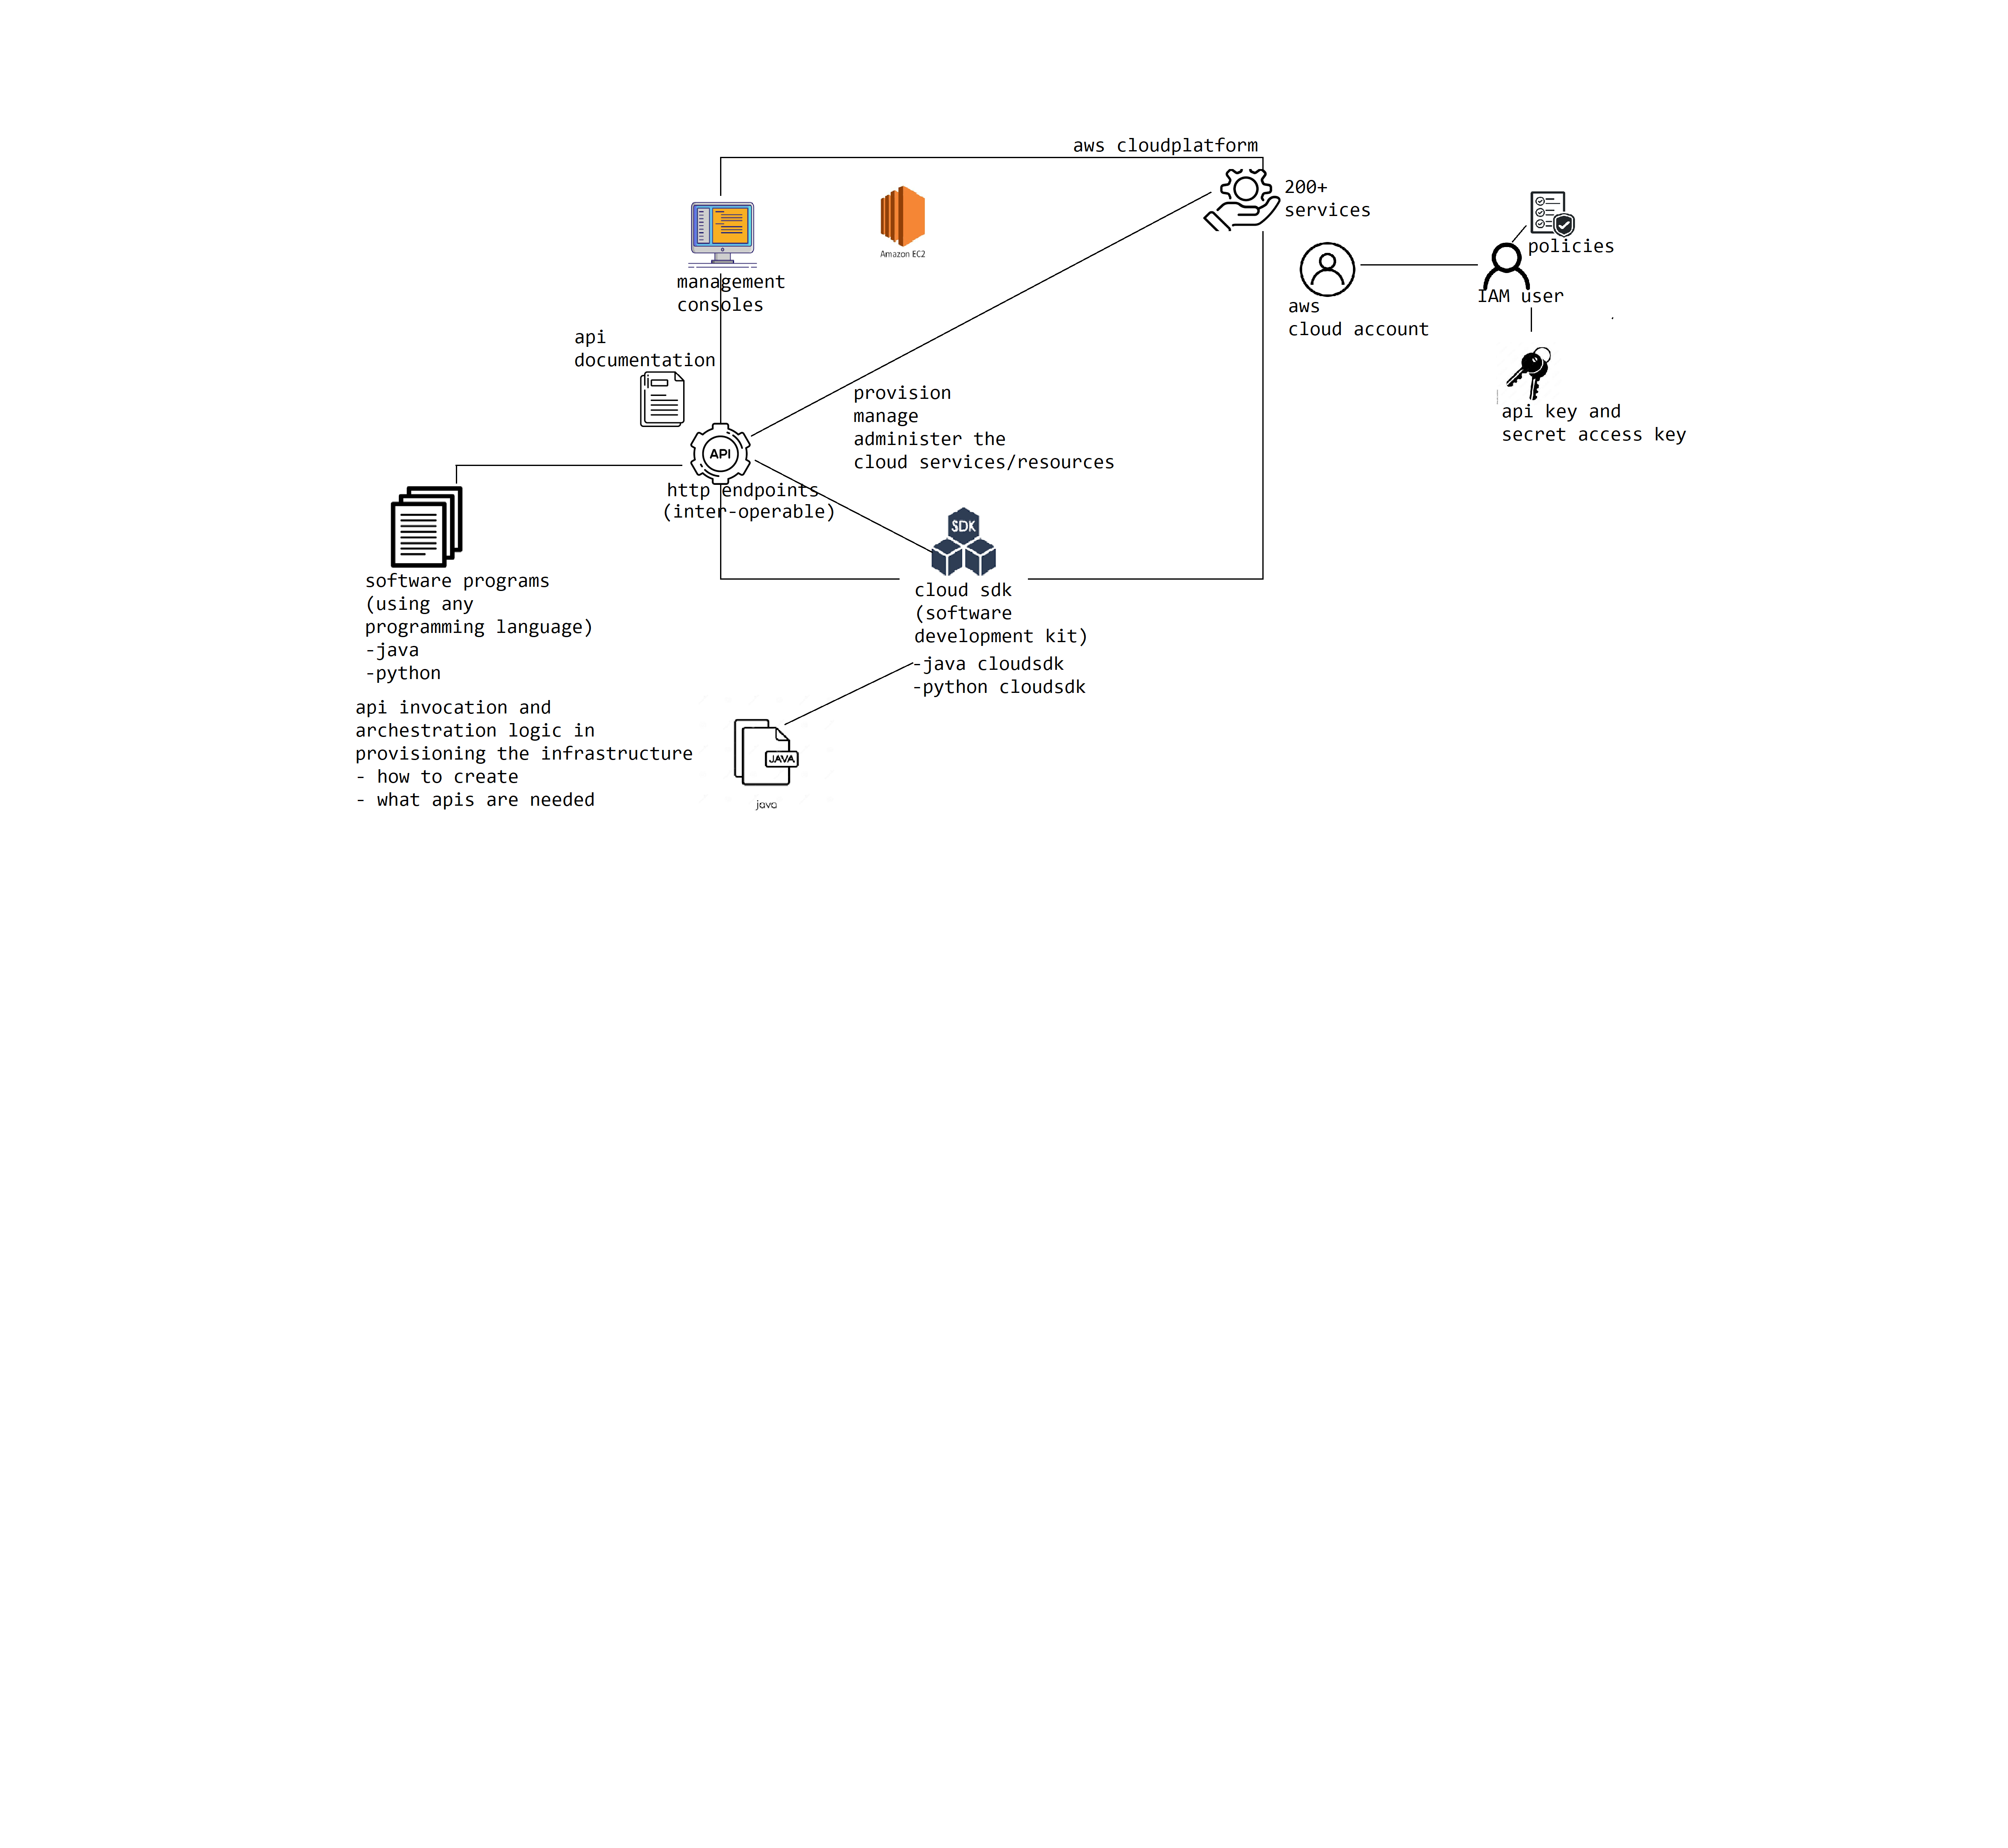 aws cloudplatform
200+
services
Amazon EC2
policies
management
consoles
IAM user
aws
cloud account
api
documentation
provision
manage
administer the
cloud services/resources
api key and
secret access key
API
http endpoints
(inter-operable)
SDK
cloud sdk
(software
development kit)
-java cloudsdk
-python cloudsdk
software programs
(using any
programming language)
-java
-python
api invocation and
archestration logic in
provisioning the infrastructure
- how to create
- what apis are needed
JAVA
java